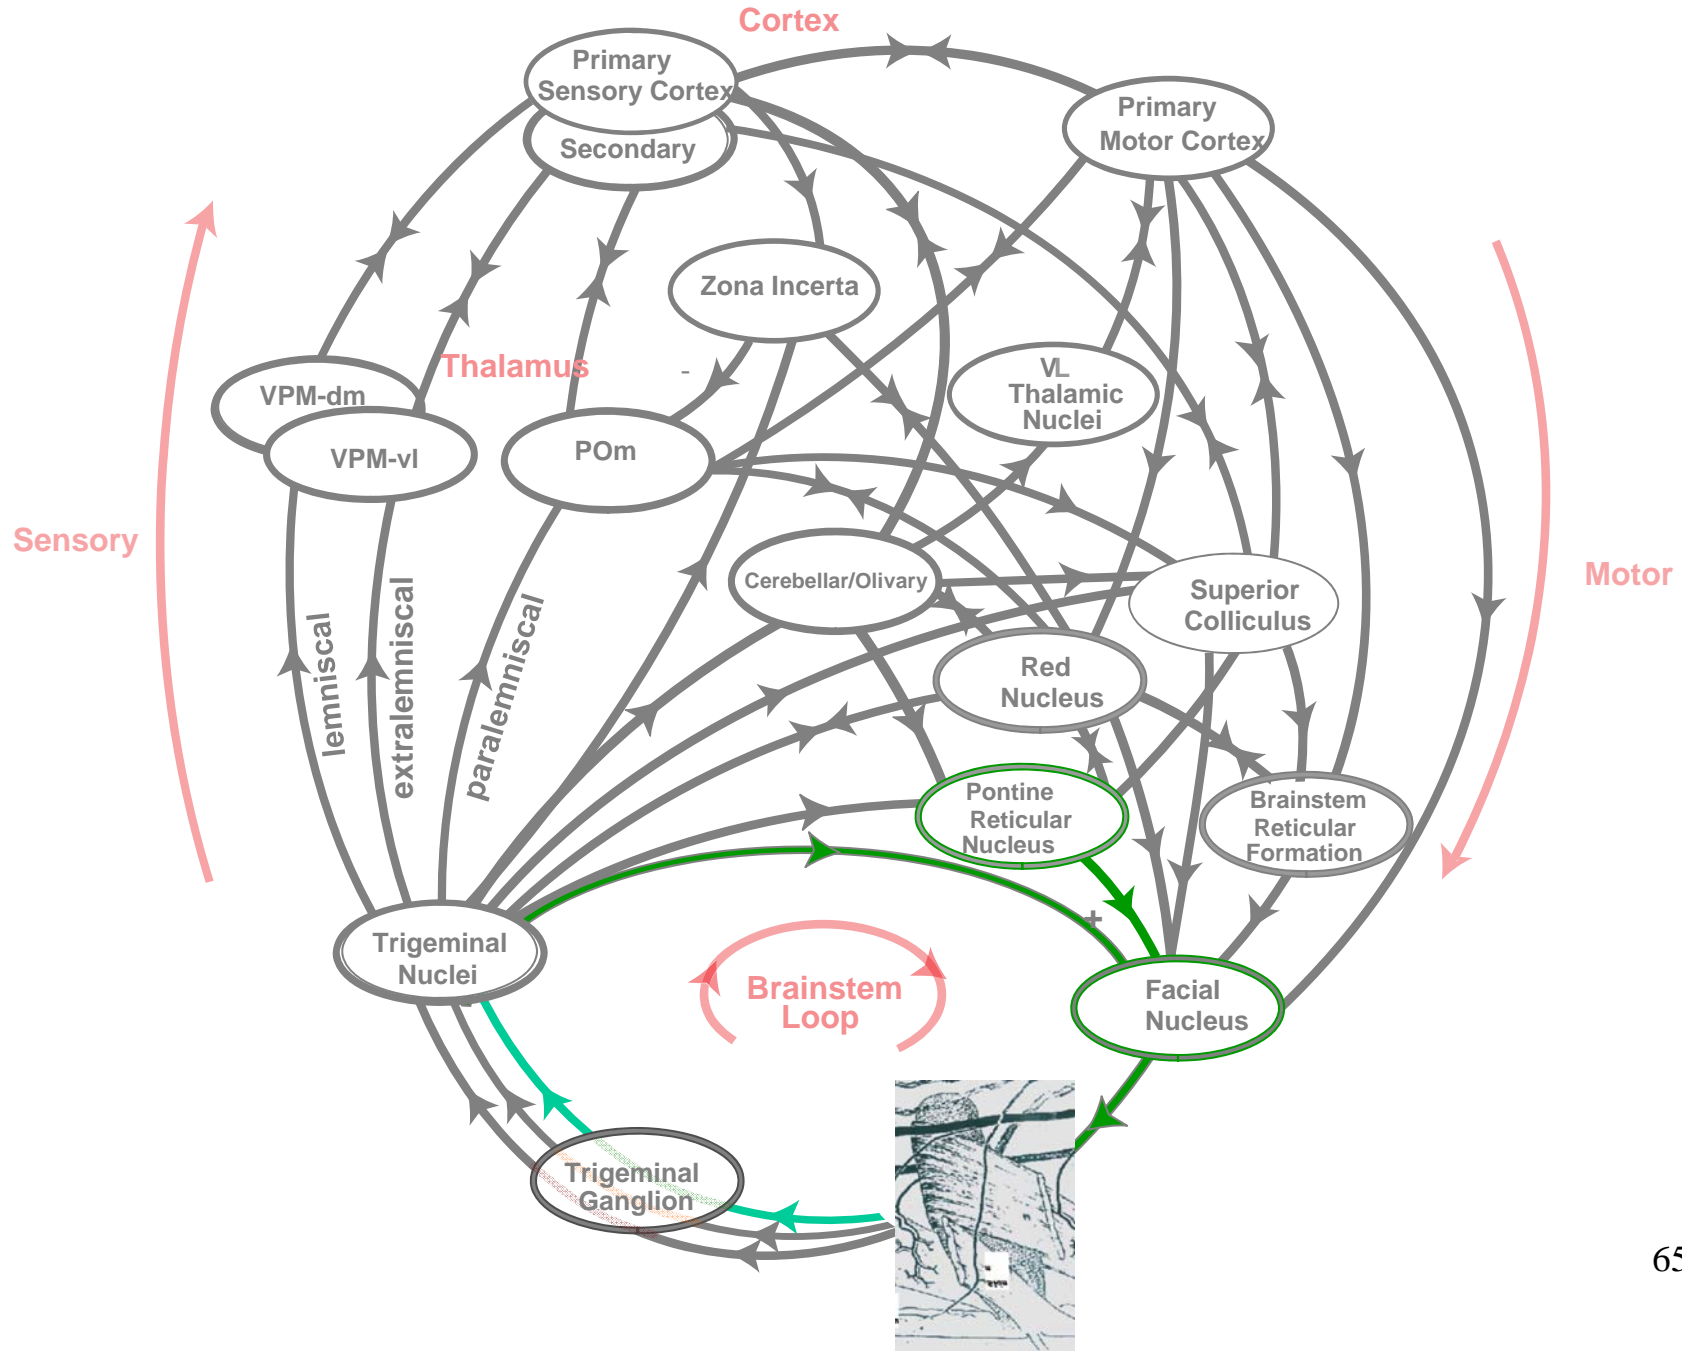 Cortex
Primary
Sensory Cortex
Secondary
Primary
Motor Cortex
Zona Incerta
Thalamus
-
VPM-dm
VPM-vl
POm
VL
Thalamic
Nuclei
Sensory
Motor
Cerebellar/Olivary
Superior
Colliculus
lemniscal
extralemniscal
paralemniscal
Red
Nucleus
Pontine
Reticular
Nucleus
Brainstem
Reticular
Formation
+
Trigeminal
Nuclei
Brainstem
Loop
Facial
Nucleus
Trigeminal
Ganglion
65